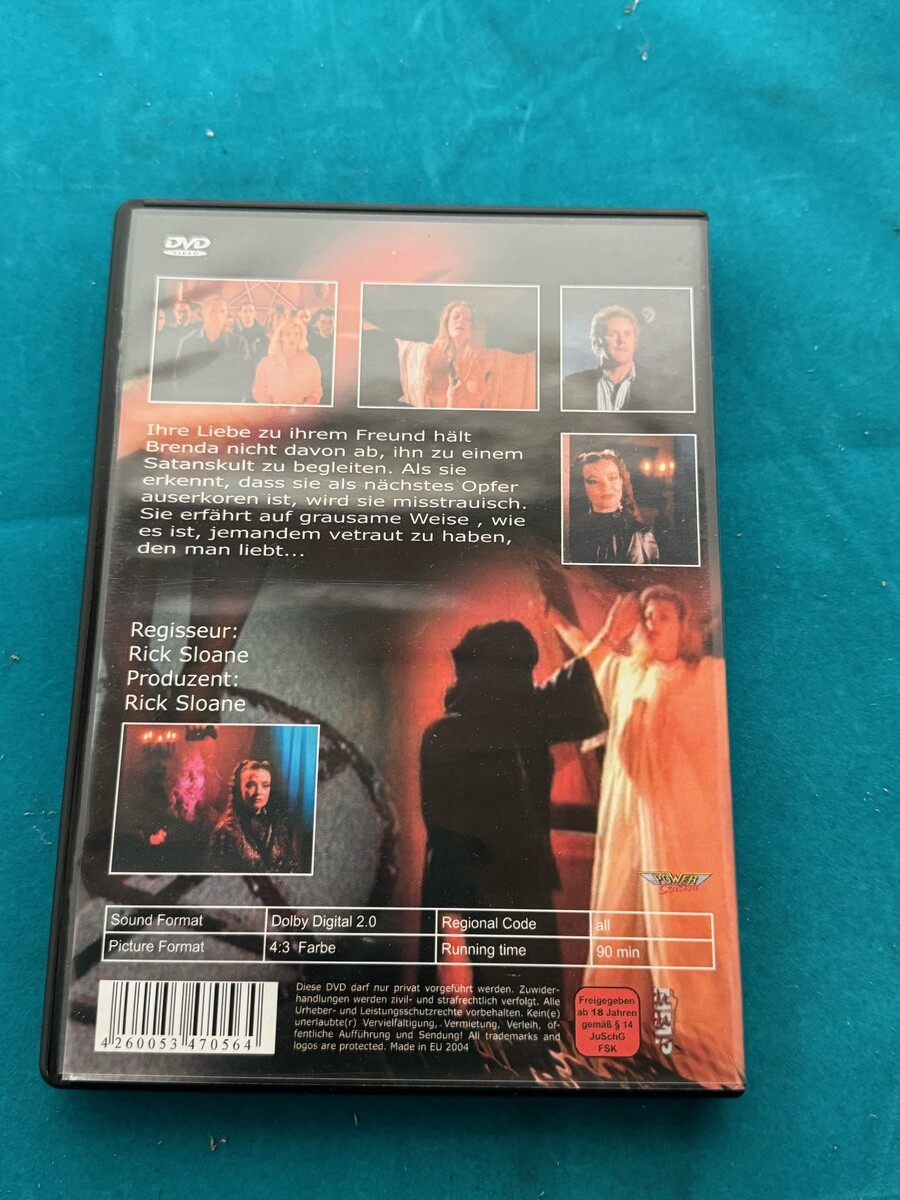 DVD
VIDEO
Ihre Liebe zu ihrem Freund hält
Brenda nicht davon ab, ihn zu einem
Satanskult zu begleiten. Als sie
erkennt, dass sie als nächstes Opfer
auserkoren ist, wird sie misstrauisch.
Sie erfährt auf grausame Weise , wie
es ist, jemandem vetraut zu haben,
den man liebt...
Regisseur:
Rick Sloane
Produzent:
Rick Sloane
POWER
Station
Sound Format Dolby Digital 2.0 Regional Code all
Picture Format 4:3 Farbe Running time 90 min
Diese DVD darf nur privat vorgeführt werden. Zuwider-
handlungen werden zivil- und strafrechtlich verfolgt. Alle
Urheber- und Leistungsschutzrechte vorbehalten. Kein(e)
unerlaubte(r) Vervielfältigung, Vermietung, Verleih, öf-
fentliche Aufführung und Sendung! All trademarks and
logos are protected. Made in EU 2004
4260053470564
Freigegeben
ab 18 Jahren
gemäß § 14
JuSchG
FSK